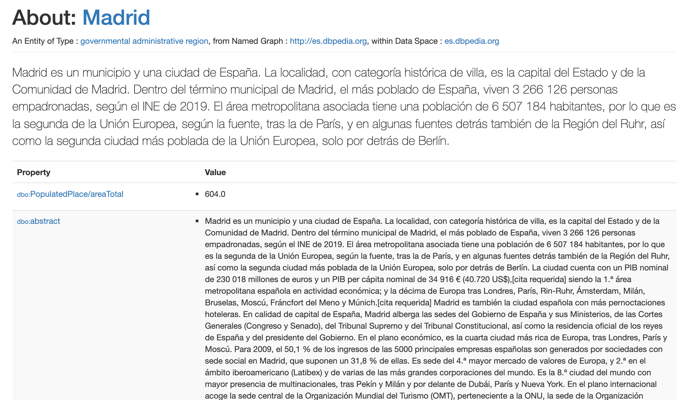 About: Madrid
An Entity of Type : governmental administrative region, from Named Graph : http://es.dbpedia.org, within Data Space : es.dbpedia.org
Madrid es un municipio y una ciudad de España. La localidad, con categoría histórica de villa, es la capital del Estado y de la
Comunidad de Madrid. Dentro del término municipal de Madrid, el más poblado de España, viven 3 266 126 personas
empadronadas, según el INE de 2019. El área metropolitana asociada tiene una población de 6 507 184 habitantes, por lo que es
la segunda de la Unión Europea, según la fuente, tras la de París, y en algunas fuentes detrás también de la Región del Ruhr, así
como la segunda ciudad más poblada de la Unión Europea, solo por detrás de Berlín.
Property Value
dbo:PopulatedPlace/areaTotal ▪ 604.0
dbo:abstract ▪ Madrid es un municipio y una ciudad de España. La localidad, con categoría histórica de villa, es la capital del Estado y de la
Comunidad de Madrid. Dentro del término municipal de Madrid, el más poblado de España, viven 3 266 126 personas
empadronadas, según el INE de 2019. El área metropolitana asociada tiene una población de 6 507 184 habitantes, por lo que
es la segunda de la Unión Europea, según la fuente, tras la de París, y en algunas fuentes detrás también de la Región del Ruhr,
así como la segunda ciudad más poblada de la Unión Europea, solo por detrás de Berlín. La ciudad cuenta con un PIB nominal
de 230 018 millones de euros y un PIB per cápita nominal de 34 916 € (40.720 US$),[cita requerida] siendo la 1.ª área
metropolitana española en actividad económica; y la décima de Europa tras Londres, París, Rin-Ruhr, Ámsterdam, Milán,
Bruselas, Moscú, Fráncfort del Meno y Múnich.[cita requerida] Madrid es también la ciudad española con más pernoctaciones
hoteleras. En calidad de capital de España, Madrid alberga las sedes del Gobierno de España y sus Ministerios, de las Cortes
Generales (Congreso y Senado), del Tribunal Supremo y del Tribunal Constitucional, así como la residencia oficial de los reyes
de España y del presidente del Gobierno. En el plano económico, es la cuarta ciudad más rica de Europa, tras Londres, París y
Moscú. Para 2009, el 50,1 % de los ingresos de las 5000 principales empresas españolas son generados por sociedades con
sede social en Madrid, que suponen un 31,8 % de ellas. Es sede del 4.ª mayor mercado de valores de Europa, y 2.ª en el
ámbito iberoamericano (Latibex) y de varias de las más grandes corporaciones del mundo. Es la 8.ª ciudad del mundo con
mayor presencia de multinacionales, tras Pekín y Milán y por delante de Dubái, París y Nueva York. En el plano internacional
acoge la sede central de la Organización Mundial del Turismo (OMT), perteneciente a la ONU, la sede de la Organización